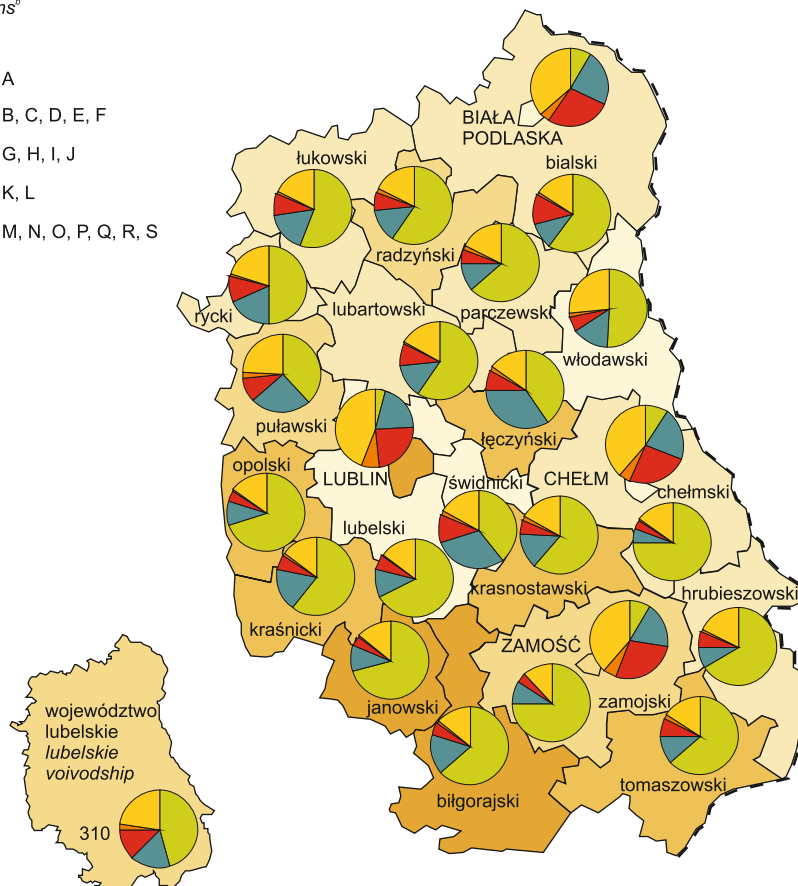 ns b
A
B, C, D, E, F
G, H, I, J
K, L
M, N, O, P, Q, R, S
BIAŁA
PODLASKA
łukowski
bialski
radzyński
rycki
lubartowski
parczewski
włodawski
puławski
łęczyński
opolski
LUBLIN
świdnicki
CHEŁM
chełmski
lubelski
krasnostawski
hrubieszowski
kraśnicki
ZAMOŚĆ
janowski
zamojski
biłgorajski
tomaszowski
województwo
lubelskie
lubelskie
voivodship
310